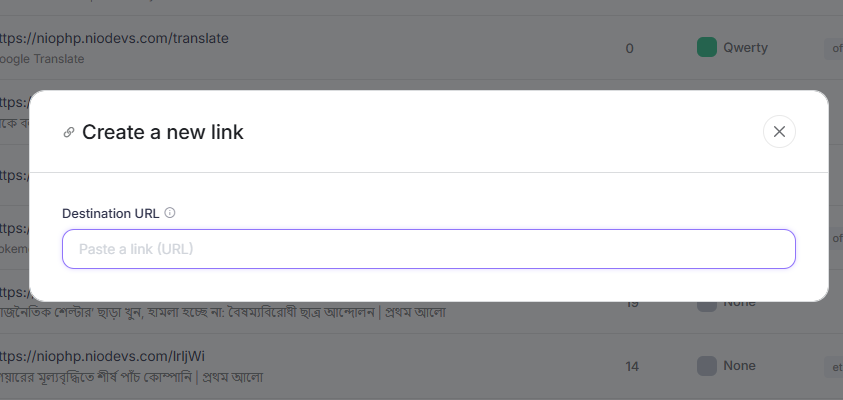 ttps://niophp.niodevs.com/translate
oogle Translate
0
Qwerty
of
ttps:/
Create a new link
ttps:/
Destination URL
ttps:/
Paste a link (URL)
okem
of
ttps:/
19
None
াজনৈতিক শেল্টার' ছাড়া খুন, হামলা হচ্ছে না: বৈষম্যবিরোধী ছাত্র আন্দোলন | প্রথম আলো
ttps://niophp.niodevs.com/lrIjWi
14
None
et
শয়ারের মূল্যবৃদ্ধিতে শীর্ষ পাঁচ কোম্পানি | প্রথম আলো